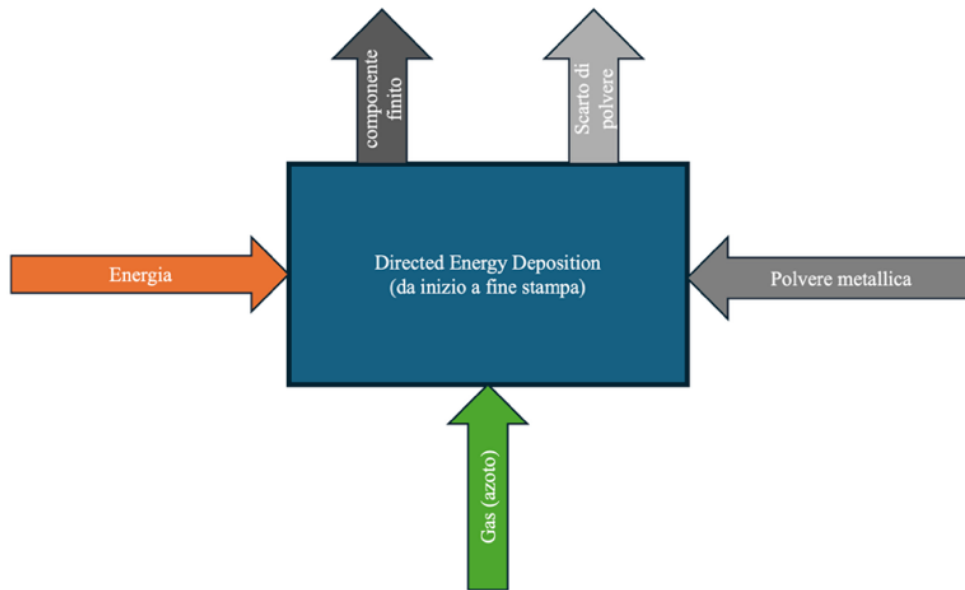 componente
finito
Scarto di
polvere
Energia
Directed Energy Deposition
(da inizio a fine stampa)
Polvere metallica
Gas (azoto)